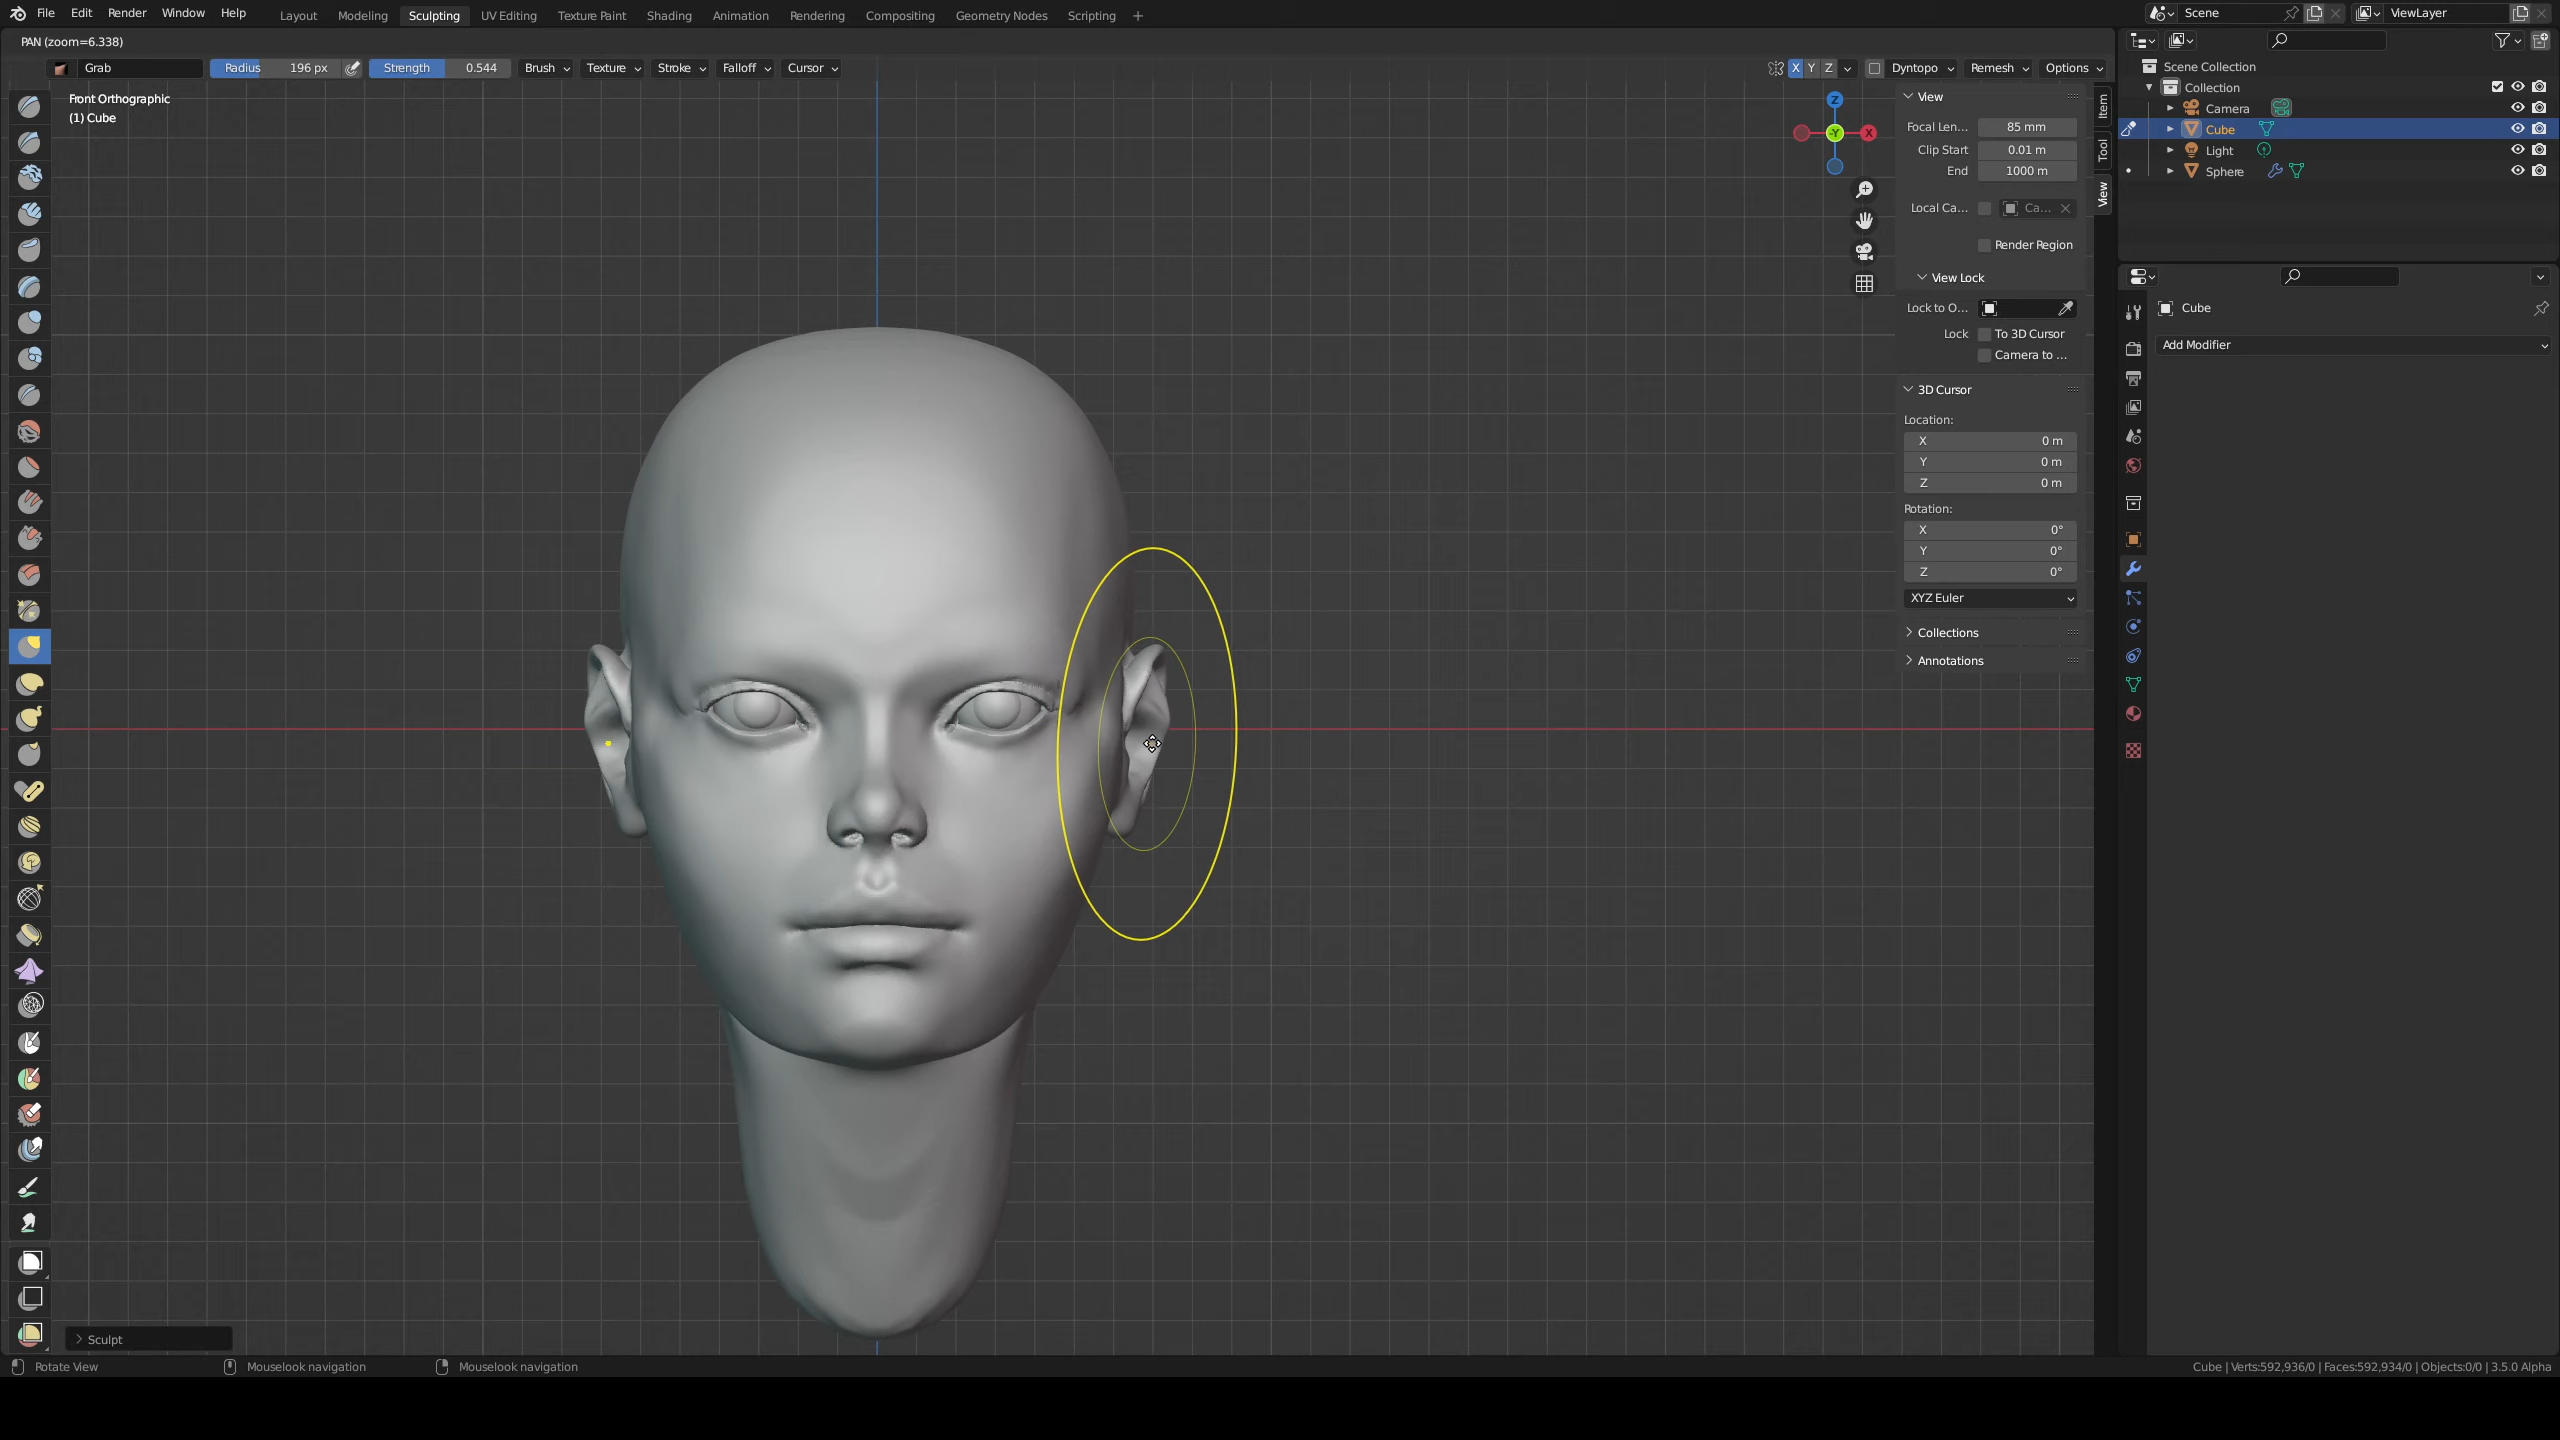 File Edit Render Window Help Layout Modeling Sculpting UV Editing Texture Paint Shading Animation Rendering Compositing Geometry Nodes Scripting + Scene ViewLayer
PAN (zoom=6.338)
Grab Radius 196 px Strength 0.544 Brush Texture Stroke Falloff Cursor X Y Z Dyntopo Remesh Options
Front Orthographic
(1) Cube
Z
-Y
X
View
Focal Len... 85 mm
Clip Start 0.01 m
End 1000 m
Local Ca... Ca...
Render Region
View Lock
Lock to O...
Lock To 3D Cursor
Camera to ...
3D Cursor
Location:
X 0 m
Y 0 m
Z 0 m
Rotation:
X 0°
Y 0°
Z 0°
XYZ Euler
Collections
Annotations
Item
Tool
View
Scene Collection
Collection
Camera
Cube
Light
Sphere
Cube
Add Modifier
Sculpt
Rotate View Mouselook navigation Mouselook navigation
Cube | Verts:592,936/0 | Faces:592,934/0 | Objects:0/0 | 3.5.0 Alpha